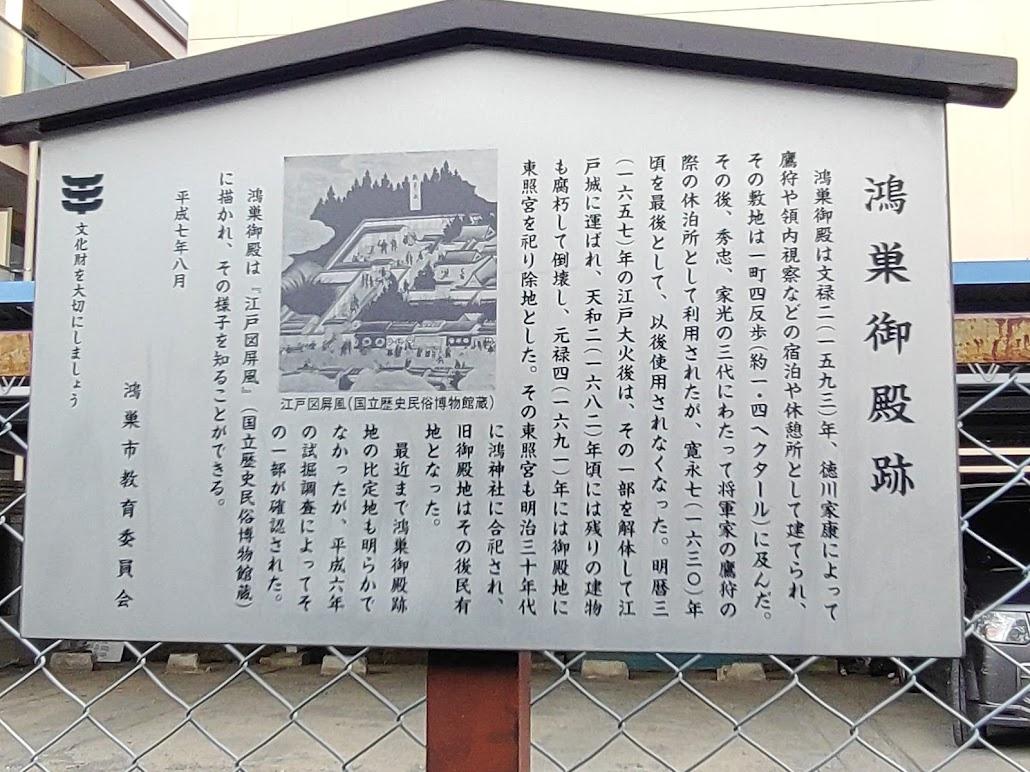 鴻巣御殿跡
鴻巣御殿は文禄二(一五九三)年、徳川家康によって
鷹狩や領内視察などの宿泊や休憩所として建てられ、
その敷地は一町四反歩(約一・四ヘクタール)に及んだ。
その後、秀忠、家光の三代にわたって将軍家の鷹狩の
際の休泊所として利用されたが、寛永七(一六三〇)年
頃を最後として、以後使用されなくなった。明暦三
(一六五七)年の江戸大火後は、その一部を解体して江
戸城に運ばれ、天和二(一六八二)年頃には残りの建物
も腐朽して倒壊し、元禄四(一六九一)年には御殿地に
東照宮を祀り除地とした。その東照宮も明治三十年代
に鴻神社に合祀され、
旧御殿地はその後民有
地となった。
最近まで鴻巣御殿跡
地の比定地も明らかで
なかったが、平成六年
の試掘調査によってそ
の一部が確認された。
江戸図屏風(国立歴史民俗博物館蔵)
鴻巣御殿は『江戸図屏風』(国立歴史民俗博物館蔵)
に描かれ、その様子を知ることができる。
平成七年八月
鴻巣市教育委員会
文化財を大切にしましょう